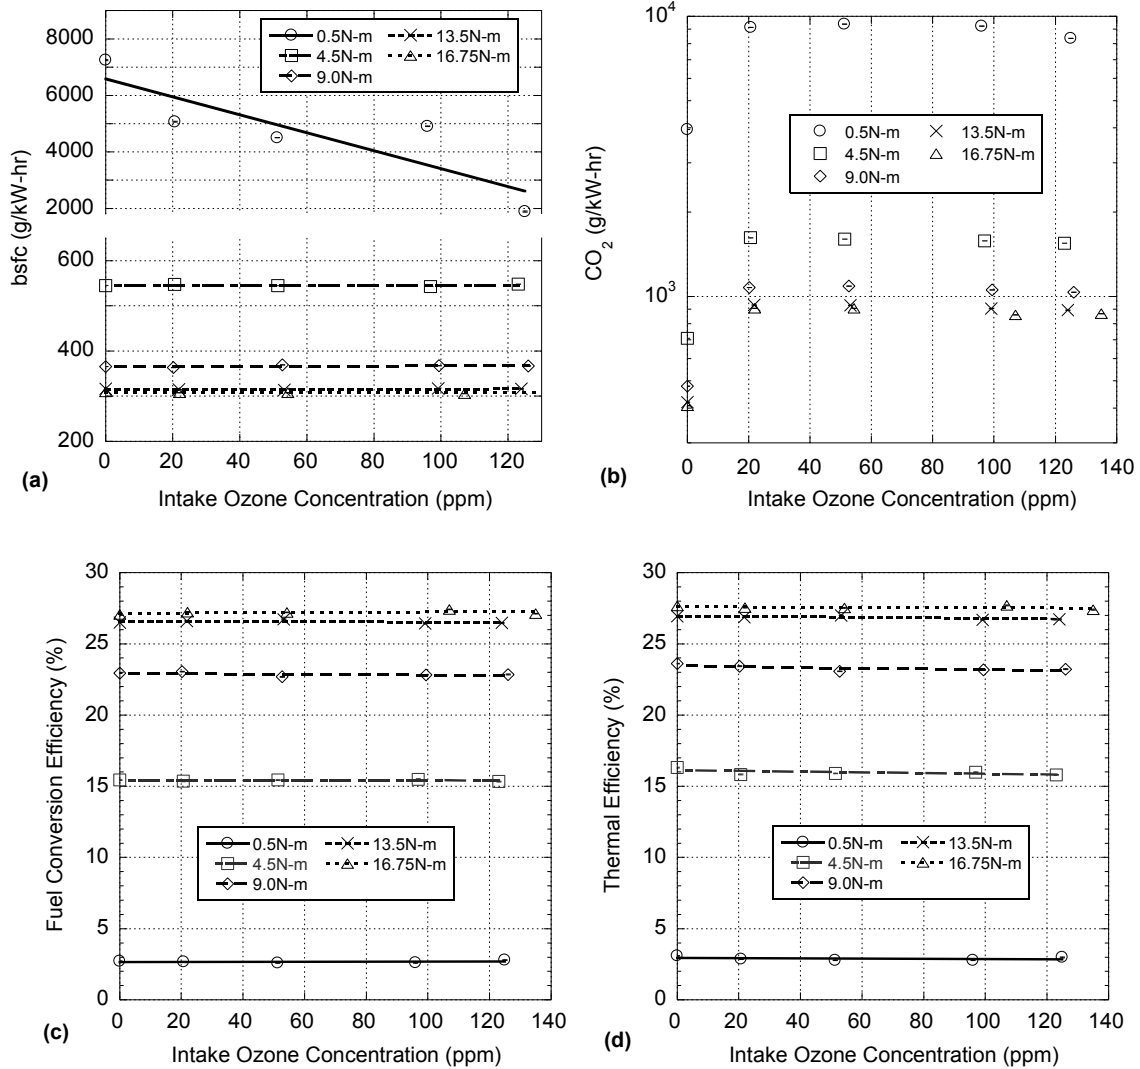 8000
6000
4000
2000
600
400
200
bsfc (g/kW-hr)
0.5N-m
13.5N-m
4.5N-m
16.75N-m
9.0N-m
0 20 40 60 80 100 120
(a)
Intake Ozone Concentration (ppm)
10^4
10^3
CO2 (g/kW-hr)
0.5N-m
13.5N-m
4.5N-m
16.75N-m
9.0N-m
0 20 40 60 80 100 120 140
(b)
Intake Ozone Concentration (ppm)
30
25
20
15
10
5
0
Fuel Conversion Efficiency (%)
0.5N-m
13.5N-m
4.5N-m
16.75N-m
9.0N-m
0 20 40 60 80 100 120 140
(c)
Intake Ozone Concentration (ppm)
30
25
20
15
10
5
0
Thermal Efficiency (%)
0.5N-m
13.5N-m
4.5N-m
16.75N-m
9.0N-m
0 20 40 60 80 100 120 140
(d)
Intake Ozone Concentration (ppm)